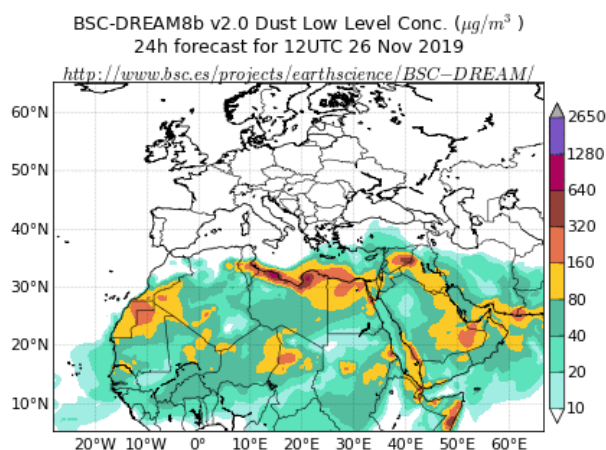 BSC-DREAM8b v2.0 Dust Low Level Conc. (μg/m³ )
24h forecast for 12UTC 26 Nov 2019
http://www.bsc.es/projects/earthscience/BSC−DREAM/
60°N
50°N
40°N
30°N
20°N
10°N
20°W 10°W 0° 10°E 20°E 30°E 40°E 50°E 60°E
2650
1280
640
320
160
80
40
20
10